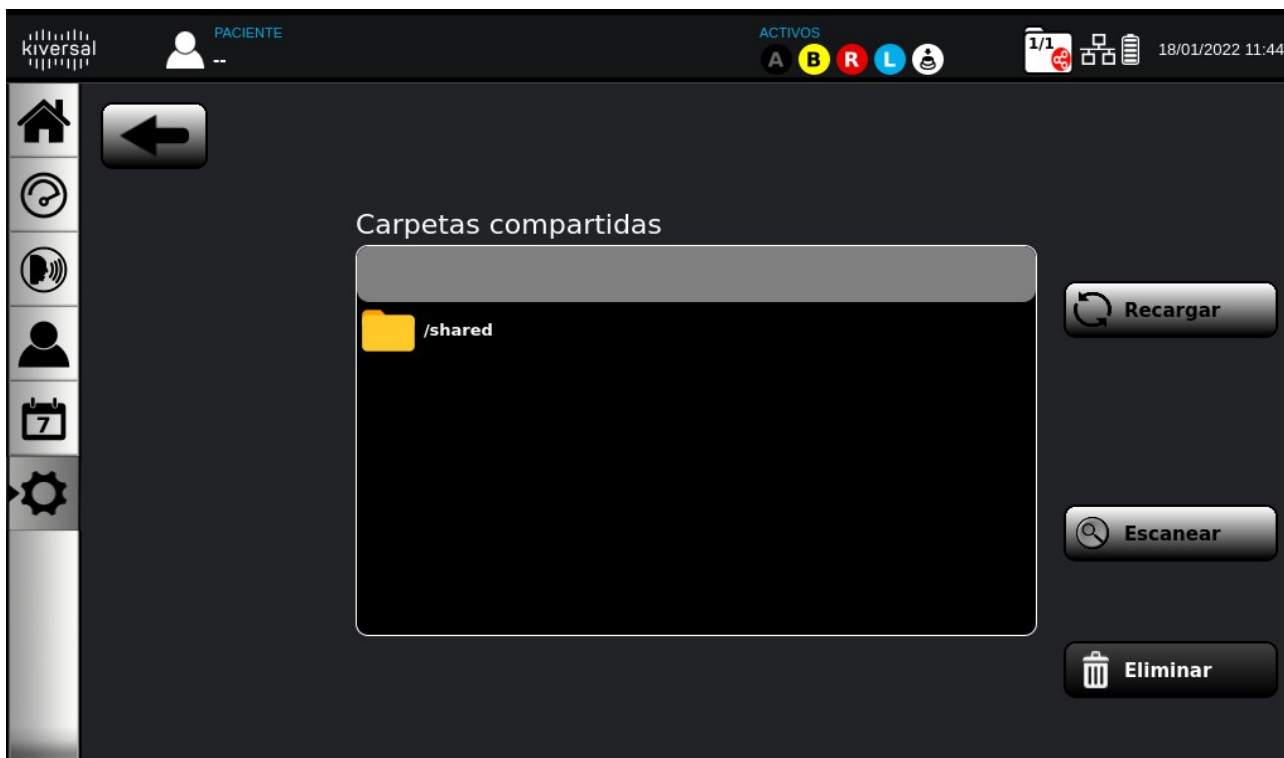 kiversal
PACIENTE
--
ACTIVOS
A B R L
1/1
18/01/2022 11:44
7
Carpetas compartidas
/shared
Recargar
Escanear
Eliminar